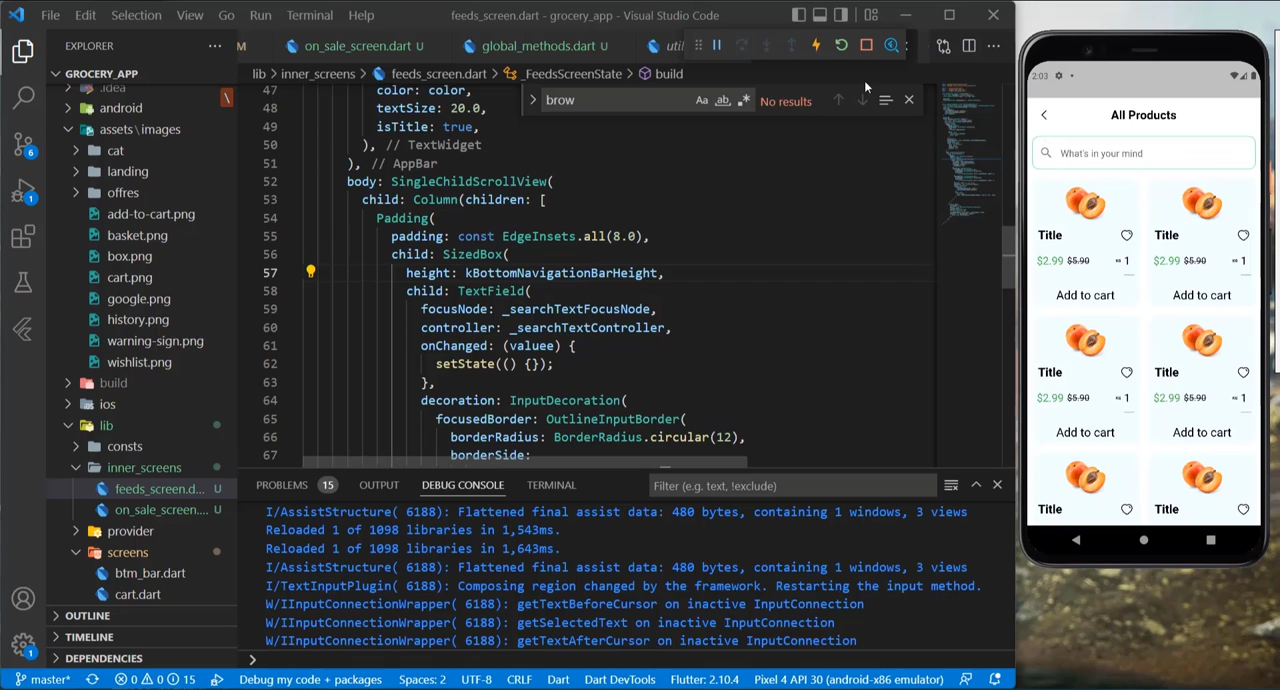 File Edit Selection View Go Run Terminal Help feeds_screen.dart - grocery_app - Visual Studio Code
EXPLORER
on_sale_screen.dart U global_methods.dart U
GROCERY_APP
lib > inner_screens > feeds_screen.dart > _FeedsScreenState > build
brow Aa ab No results
.idea
android
assets\images
cat
landing
offres
add-to-cart.png
basket.png
box.png
cart.png
google.png
history.png
warning-sign.png
wishlist.png
build
ios
lib
consts
inner_screens
feeds_screen.d... U
on_sale_screen.... U
provider
screens
btm_bar.dart
cart.dart
OUTLINE
TIMELINE
DEPENDENCIES
47 color: color,
48 textSize: 20.0,
49 isTitle: true,
50 ), // TextWidget
51 ), // AppBar
52 body: SingleChildScrollView(
53 child: Column(children: [
54 Padding(
55 padding: const EdgeInsets.all(8.0),
56 child: SizedBox(
57 height: kBottomNavigationBarHeight,
58 child: TextField(
59 focusNode: _searchTextFocusNode,
60 controller: _searchTextController,
61 onChanged: (valuee) {
62 setState(() {});
63 },
64 decoration: InputDecoration(
65 focusedBorder: OutlineInputBorder(
66 borderRadius: BorderRadius.circular(12),
67 borderSide:
PROBLEMS 15 OUTPUT DEBUG CONSOLE TERMINAL Filter (e.g. text, !exclude)
I/AssistStructure( 6188): Flattened final assist data: 480 bytes, containing 1 windows, 3 views
Reloaded 1 of 1098 libraries in 1,543ms.
Reloaded 1 of 1098 libraries in 1,643ms.
I/AssistStructure( 6188): Flattened final assist data: 480 bytes, containing 1 windows, 3 views
I/TextInputPlugin( 6188): Composing region changed by the framework. Restarting the input method.
W/IInputConnectionWrapper( 6188): getTextBeforeCursor on inactive InputConnection
W/IInputConnectionWrapper( 6188): getSelectedText on inactive InputConnection
W/IInputConnectionWrapper( 6188): getTextAfterCursor on inactive InputConnection
6
1
1
master* 0 0 15 Debug my code + packages Spaces: 2 UTF-8 CRLF Dart Dart DevTools Flutter: 2.10.4 Pixel 4 API 30 (android-x86 emulator)
2:03
All Products
What's in your mind
Title Title
$2.99 $5.90 1 $2.99 $5.90 1
Add to cart Add to cart
Title Title
$2.99 $5.90 1 $2.99 $5.90 1
Add to cart Add to cart
Title Title